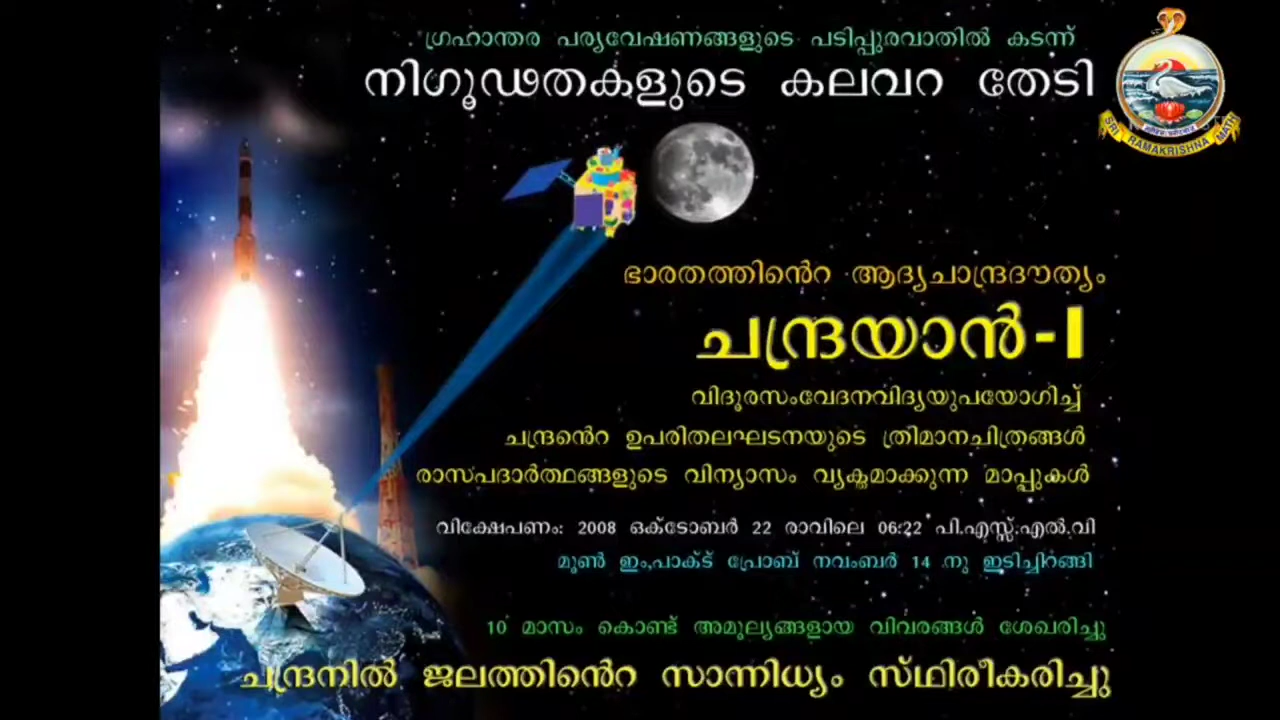 ഗ്രഹാന്തര പര്യവേഷണങ്ങളുടെ പടിപ്പുരവാതിൽ കടന്ന്
നിഗൂഢതകളുടെ കലവറ തേടി
SRI RAMAKRISHNA MATH
ഭാരതത്തിൻെറ ആദ്യചാന്ദ്രദൗത്യം
ചന്ദ്രയാൻ-I
വിദൂരസംവേദനവിദ്യയുപയോഗിച്ച്
ചന്ദ്രൻെറ ഉപരിതലഘടനയുടെ ത്രിമാനചിത്രങ്ങൾ
രാസപദാർത്ഥങ്ങളുടെ വിന്യാസം വ്യക്തമാക്കുന്ന മാപ്പുകൾ
വിക്ഷേപണം: 2008 ഒക്ടോബർ 22 രാവിലെ 06:22 പി.എസ്സ്.എൽ.വി
മൂൺ ഇംപാക്ട് പ്രോബ് നവംബർ 14 നു ഇടിച്ചിറങ്ങി
10 മാസം കൊണ്ട് അമൂല്യങ്ങളായ വിവരങ്ങൾ ശേഖരിച്ചു
ചന്ദ്രനിൽ ജലത്തിൻെറ സാന്നിധ്യം സ്ഥിരീകരിച്ചു